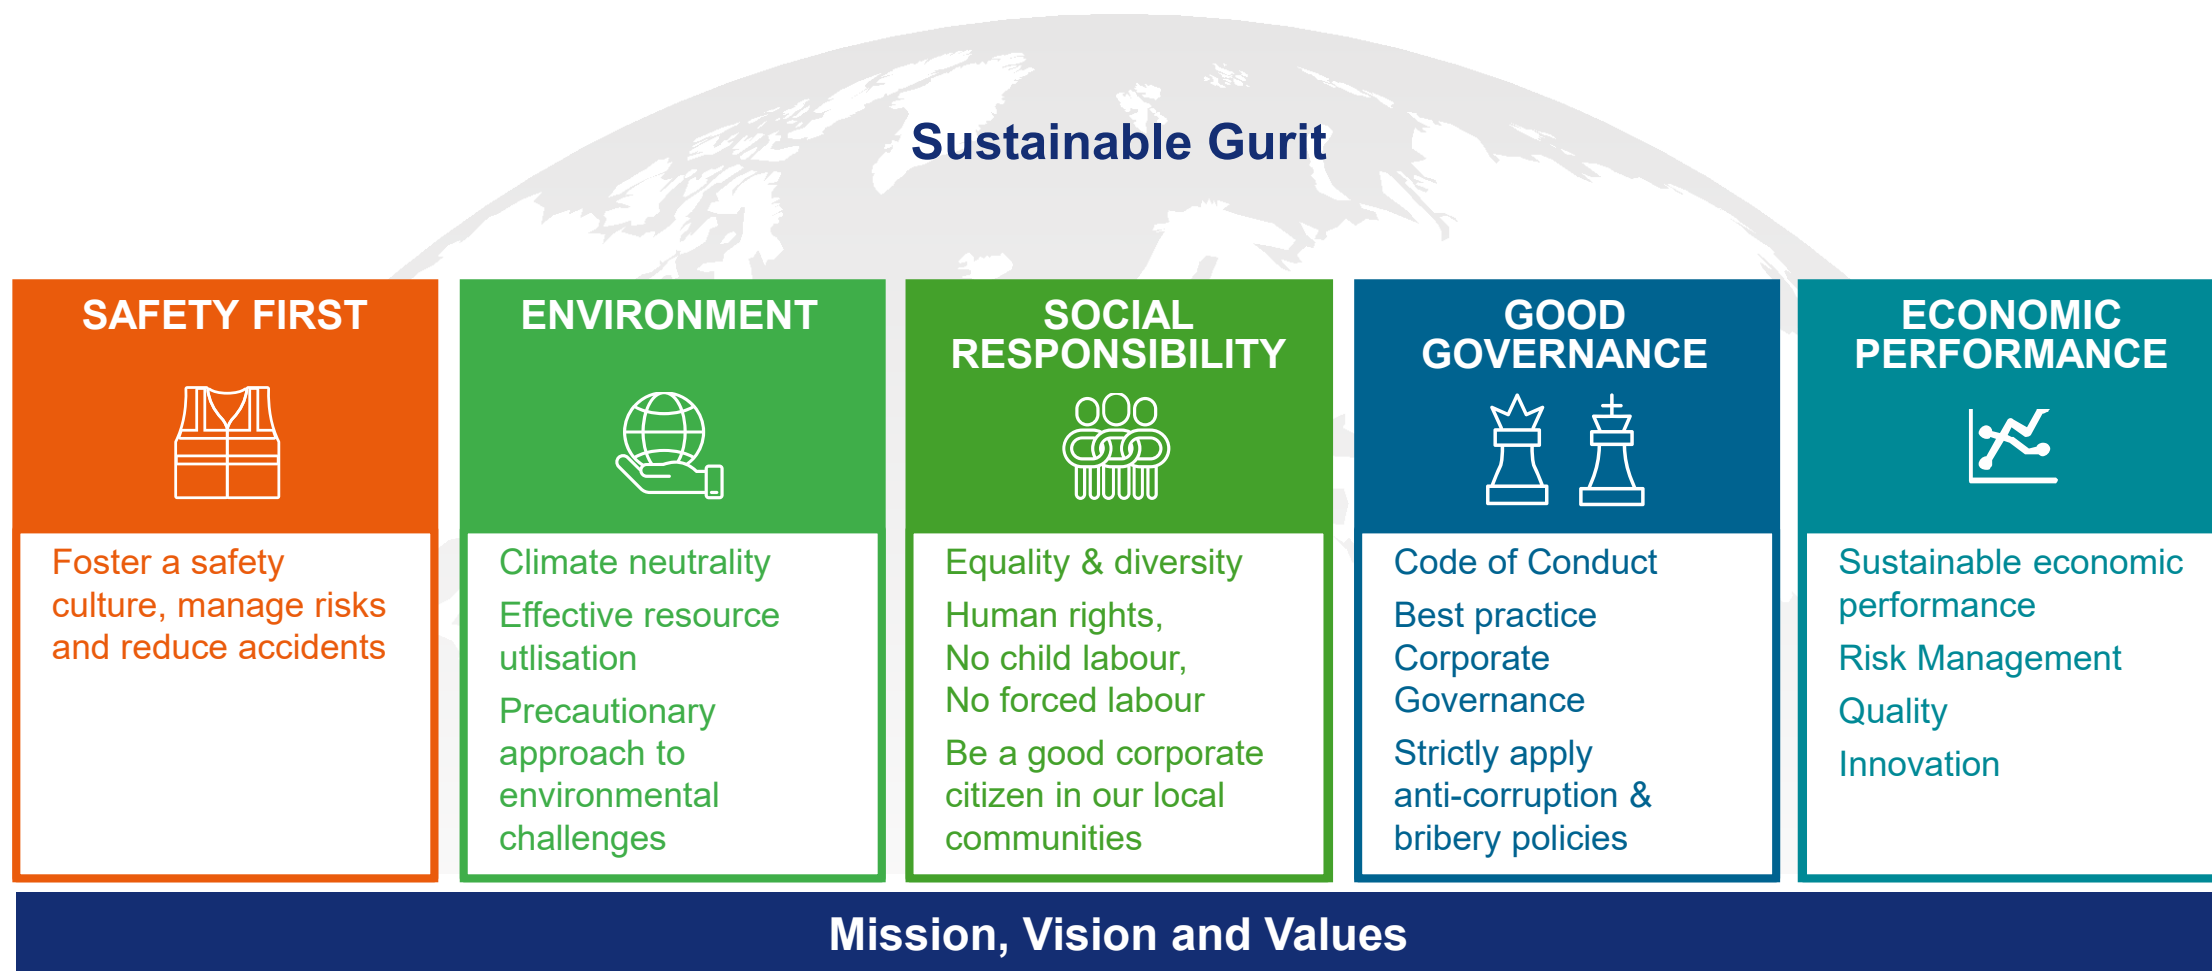 Sustainable Gurit
SAFETY FIRST
Foster a safety
culture, manage risks
and reduce accidents
ENVIRONMENT
Climate neutrality
Effective resource
utlisation
Precautionary
approach to
environmental
challenges
SOCIAL
RESPONSIBILITY
Equality & diversity
Human rights,
No child labour,
No forced labour
Be a good corporate
citizen in our local
communities
GOOD
GOVERNANCE
Code of Conduct
Best practice
Corporate
Governance
Strictly apply
anti-corruption &
bribery policies
ECONOMIC
PERFORMANCE
Sustainable economic
performance
Risk Management
Quality
Innovation
Mission, Vision and Values